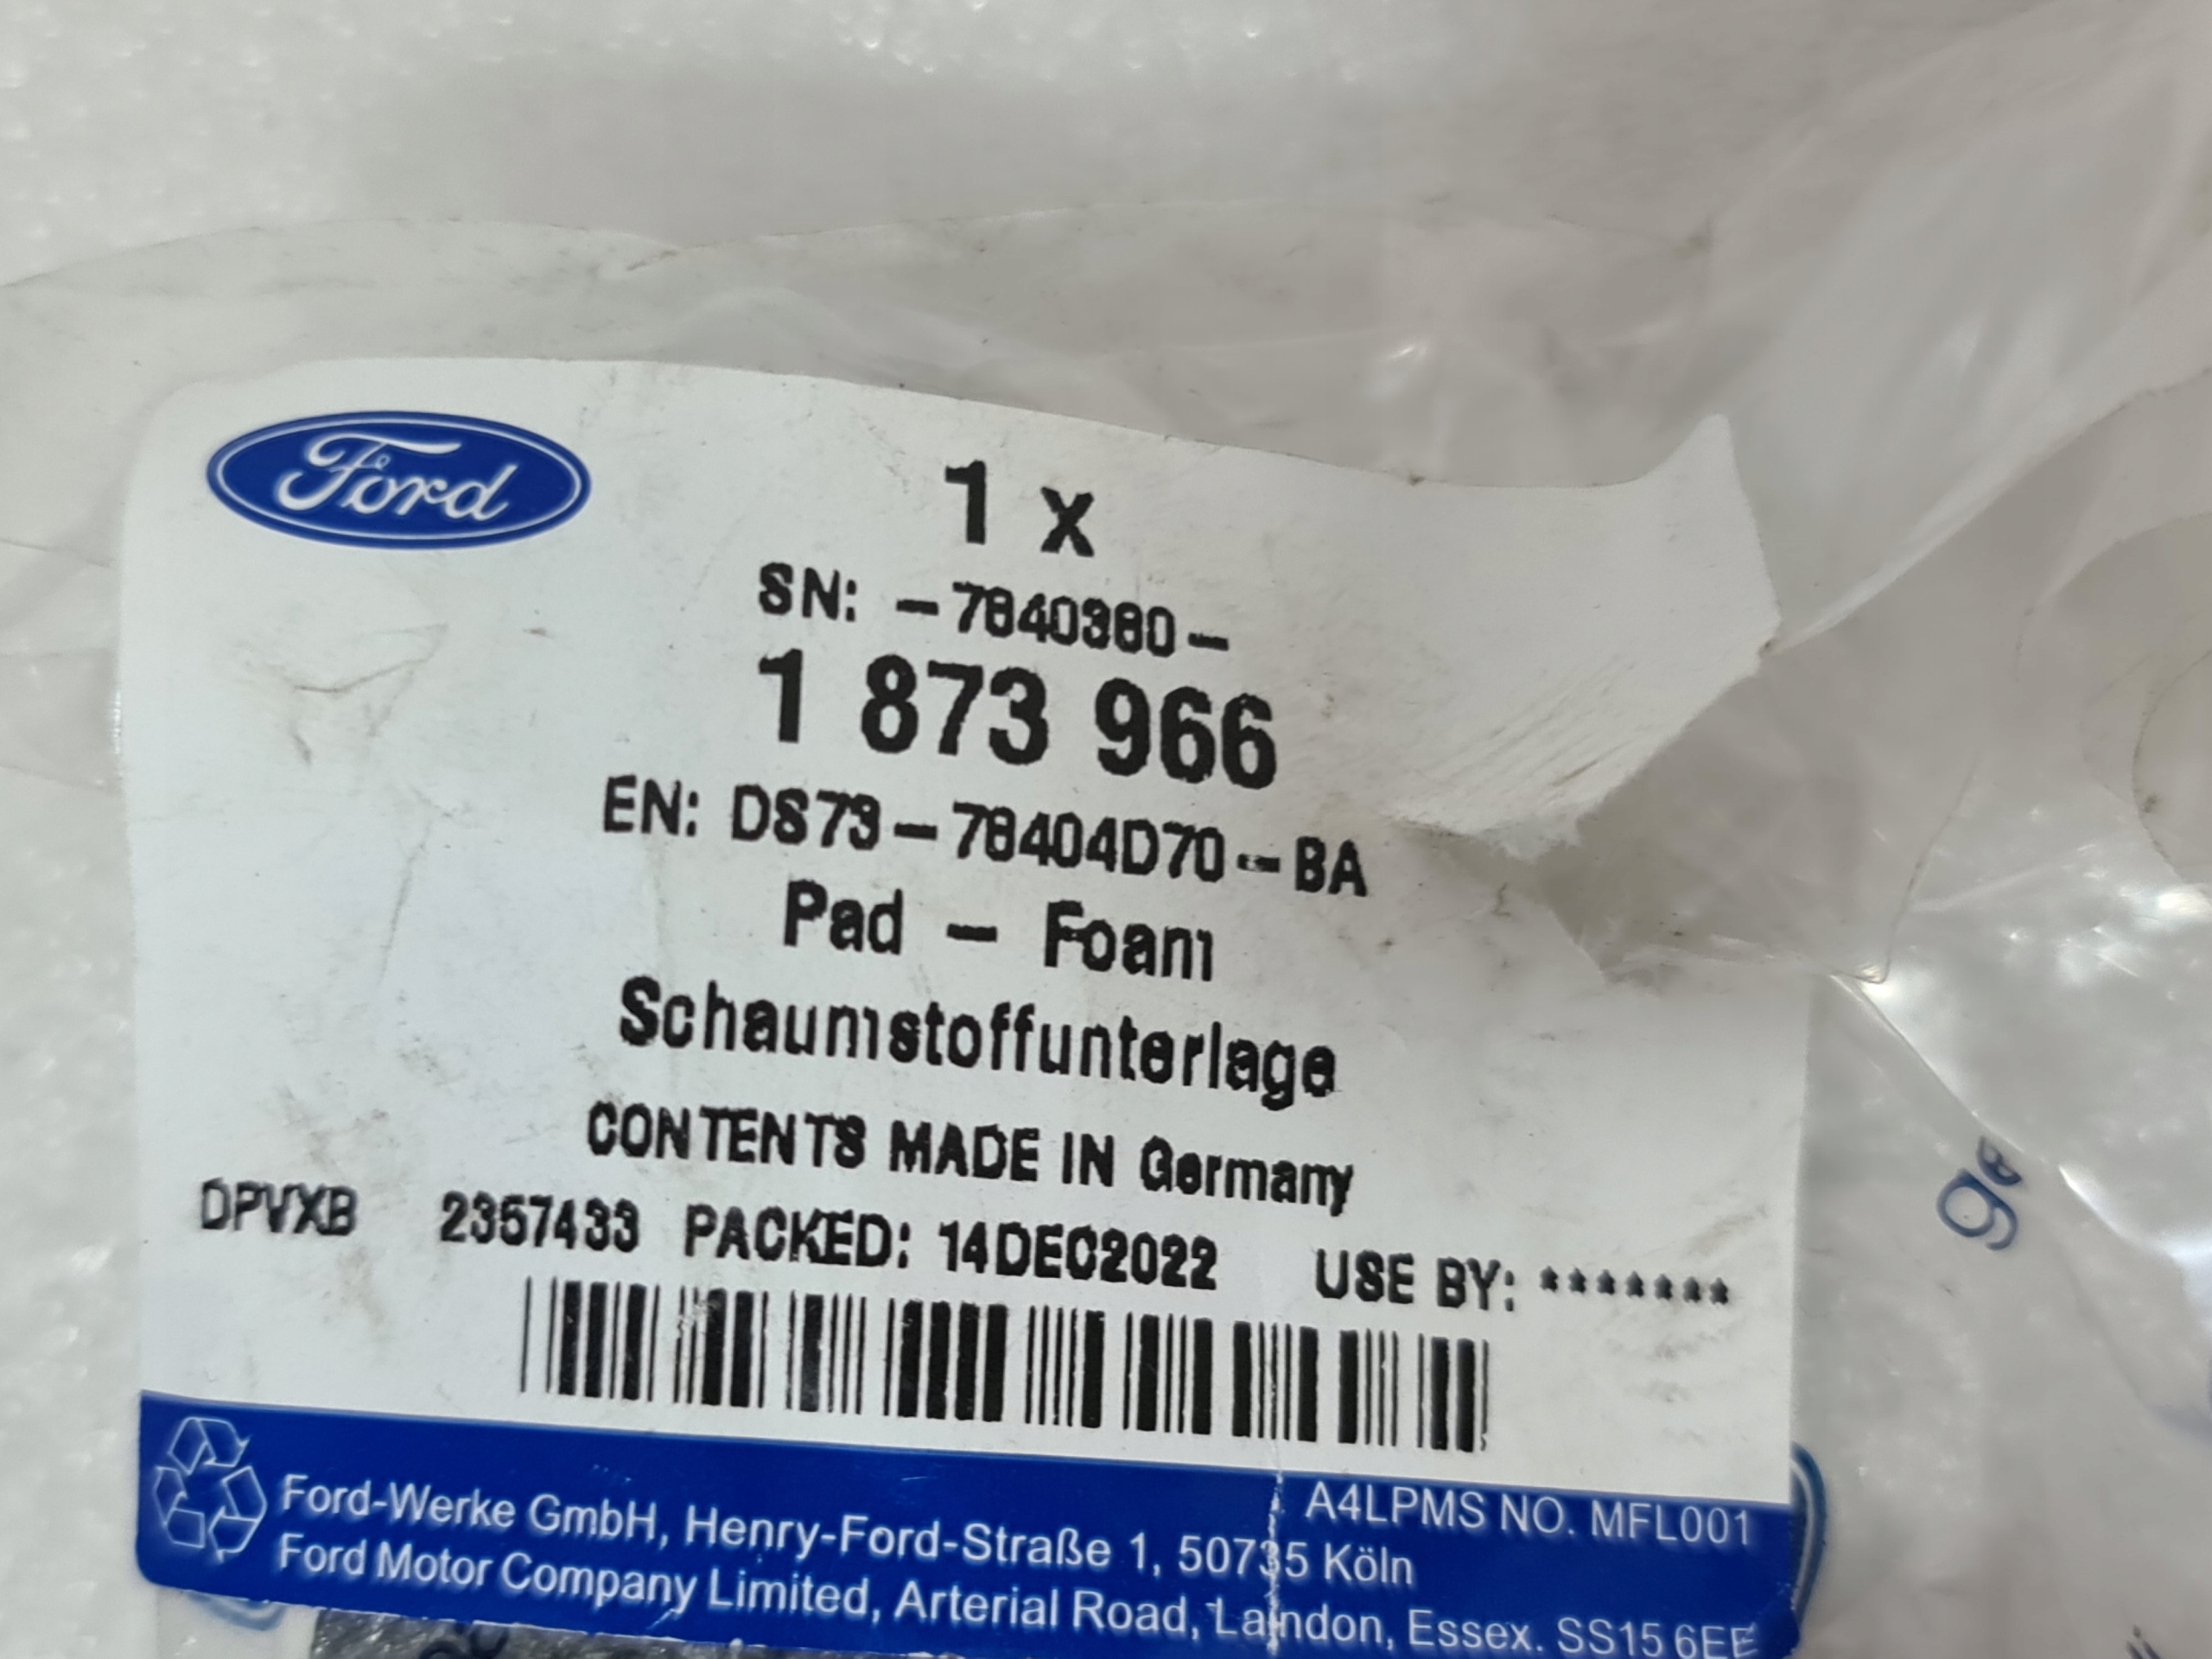 Ford
1 x
SN: -7840380-
1 873 966
EN: DS73-78404D70-BA
Pad - Foam
Schaumstoffunterlage
CONTENTS MADE IN Germany
DPVXB 2357433 PACKED: 14DEC2022 USE BY: *******
A4LPMS NO. MFL001
Ford-Werke GmbH, Henry-Ford-Straße 1, 50735 Köln
Ford Motor Company Limited, Arterial Road, Laindon, Essex. SS15 6EE